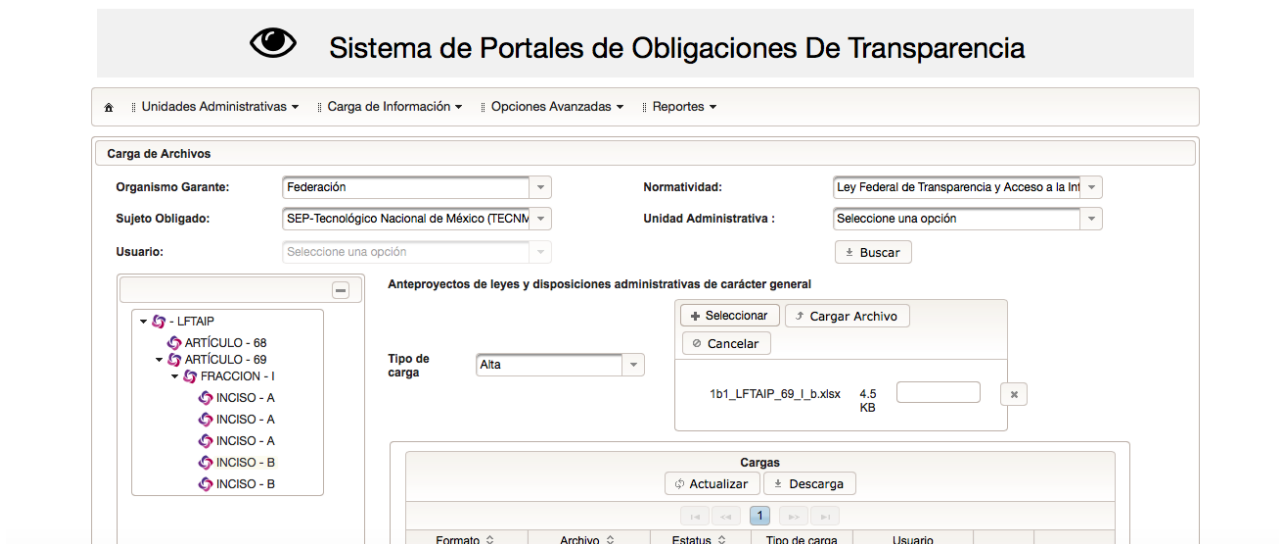 Sistema de Portales de Obligaciones De Transparencia
Unidades Administrativas Carga de Información Opciones Avanzadas Reportes
Carga de Archivos
Organismo Garante: Federación Normatividad: Ley Federal de Transparencia y Acceso a la Inf
Sujeto Obligado: SEP-Tecnológico Nacional de México (TECNM Unidad Administrativa : Seleccione una opción
Usuario: Seleccione una opción Buscar
Anteproyectos de leyes y disposiciones administrativas de carácter general
Seleccionar Cargar Archivo
Cancelar
- LFTAIP
ARTÍCULO - 68
ARTÍCULO - 69
FRACCION - I
INCISO - A
INCISO - A
INCISO - A
INCISO - B
INCISO - B
Tipo de
carga
Alta
1b1_LFTAIP_69_I_b.xlsx 4.5
KB
Cargas
Actualizar Descarga
1
Formato Archivo Estatus Tipo de carga Usuario